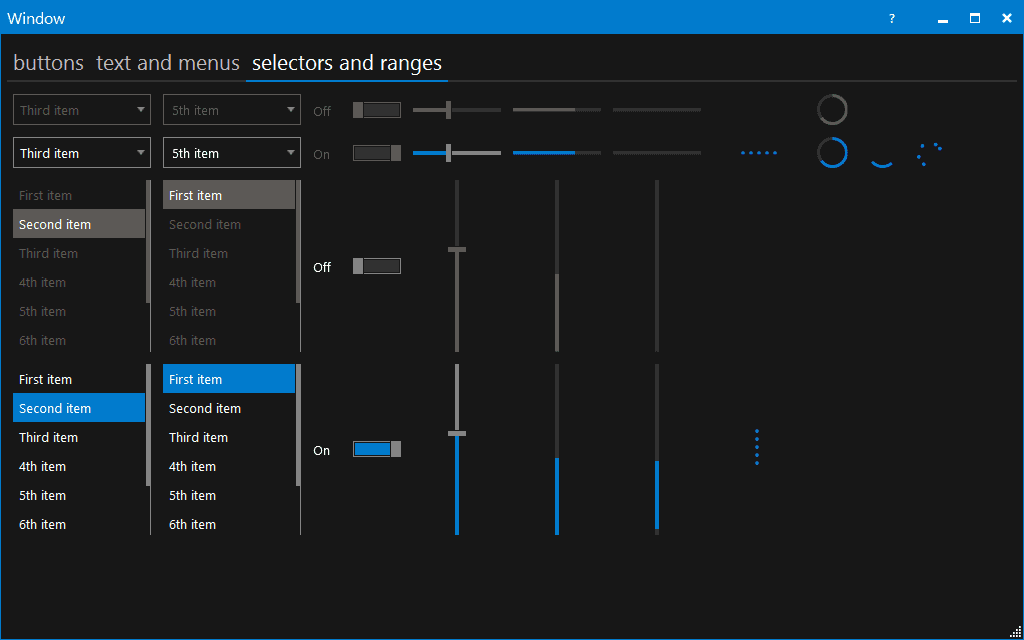 Window ?
buttons text and menus selectors and ranges
Third item 5th item Off
Third item 5th item On
First item First item
Second item Second item
Third item Third item
4th item 4th item
5th item 5th item
6th item 6th item
Off
First item First item
Second item Second item
Third item Third item
4th item 4th item
5th item 5th item
6th item 6th item
On